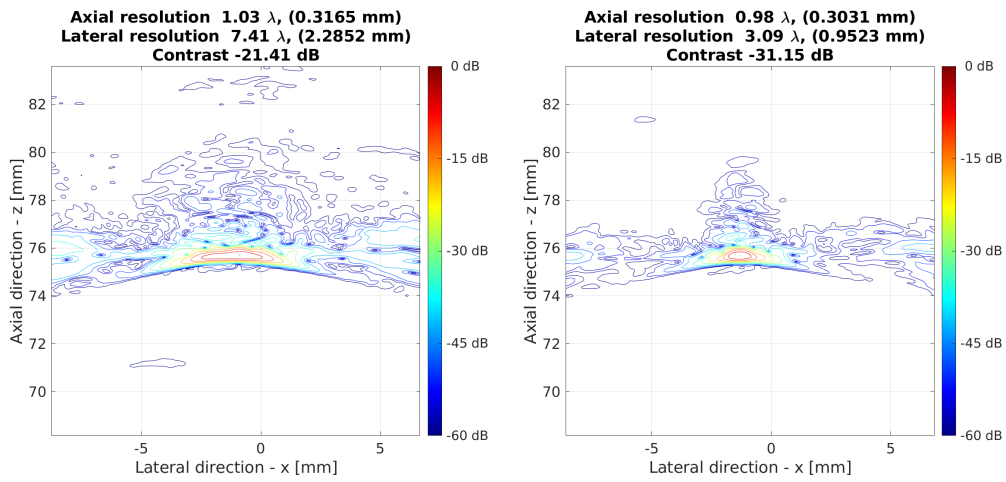 Axial resolution  1.03 λ, (0.3165 mm)
Lateral resolution  7.41 λ, (2.2852 mm)
Contrast -21.41 dB
82
80
78
76
74
72
70
Axial direction - z [mm]
-5
0
5
Lateral direction - x [mm]
0 dB
-15 dB
-30 dB
-45 dB
-60 dB
Axial resolution  0.98 λ, (0.3031 mm)
Lateral resolution  3.09 λ, (0.9523 mm)
Contrast -31.15 dB
82
80
78
76
74
72
70
Axial direction - z [mm]
-5
0
5
Lateral direction - x [mm]
0 dB
-15 dB
-30 dB
-45 dB
-60 dB